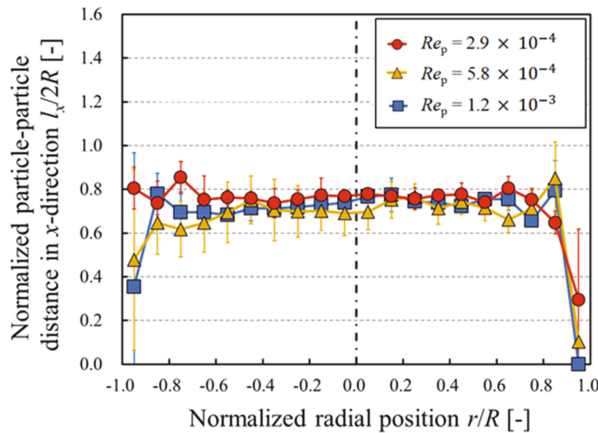 Normalized particle-particle
distance in x-direction lₓ/2R [-]
1.6
1.4
1.2
1.0
0.8
0.6
0.4
0.2
0.0
Reₚ = 2.9 × 10⁻⁴
Reₚ = 5.8 × 10⁻⁴
Reₚ = 1.2 × 10⁻³
-1.0 -0.8 -0.6 -0.4 -0.2 0.0 0.2 0.4 0.6 0.8 1.0
Normalized radial position r/R [-]